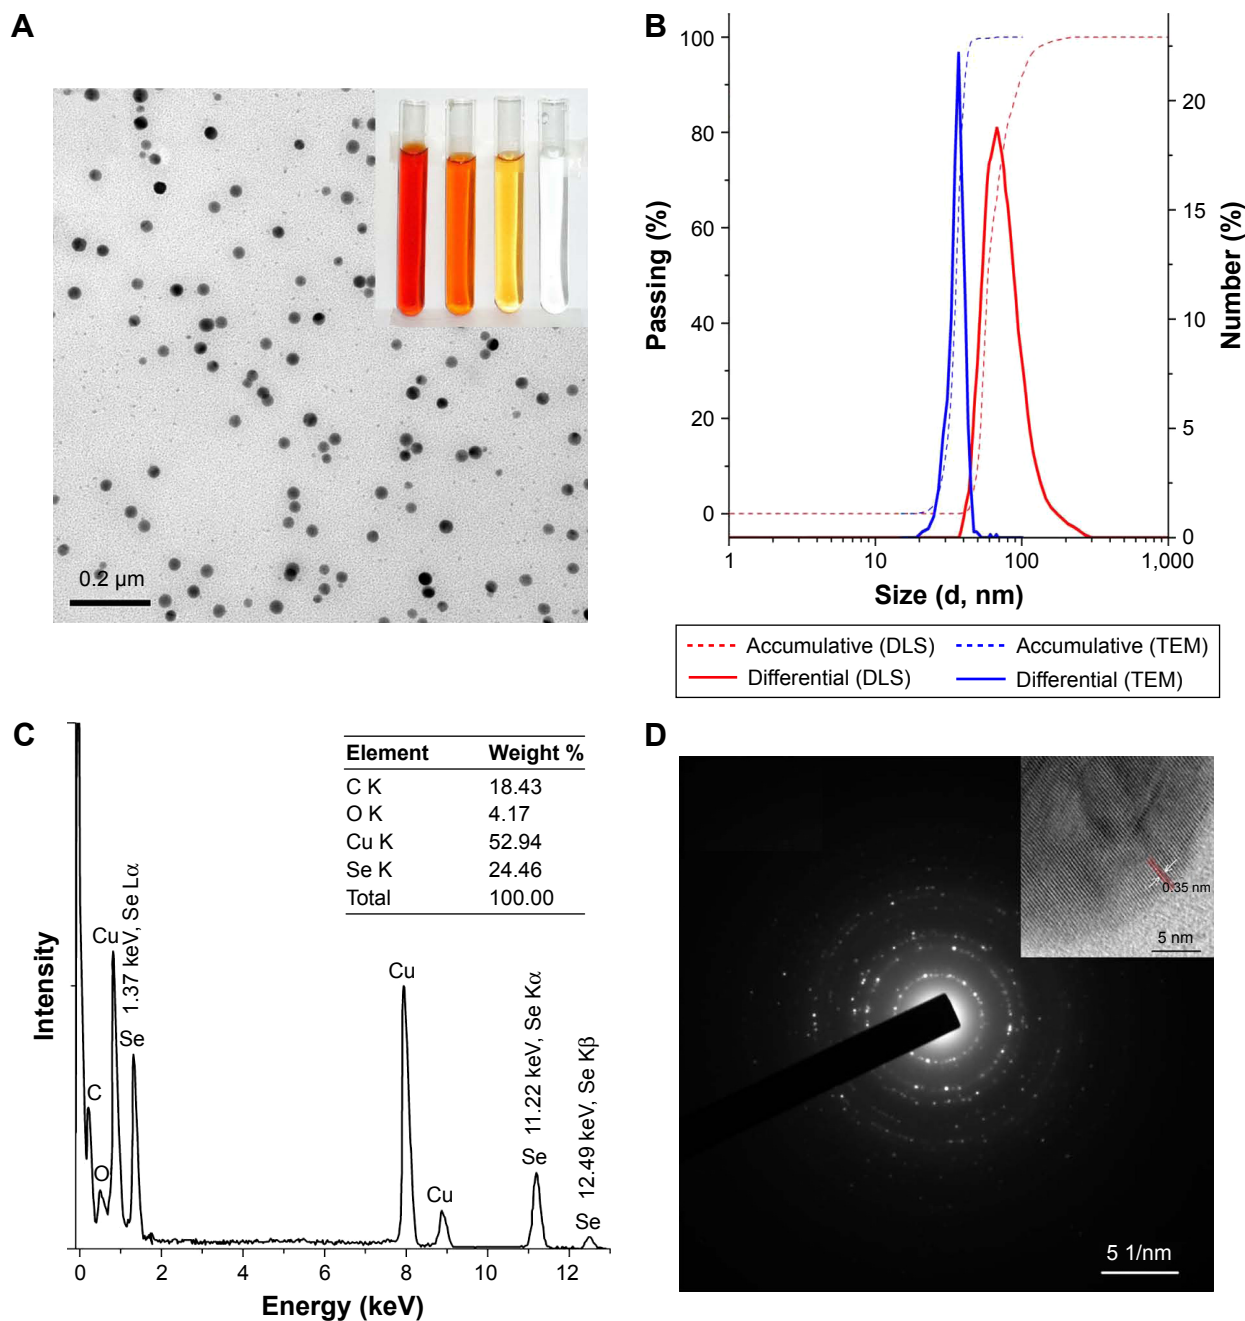 A
0.2 µm
B
100
80
60
40
20
0
Passing (%)
20
15
10
5
0
Number (%)
1
10
100
1,000
Size (d, nm)
Accumulative (DLS)
Accumulative (TEM)
Differential (DLS)
Differential (TEM)
C
Element Weight %
C K 18.43
O K 4.17
Cu K 52.94
Se K 24.46
Total 100.00
Intensity
C
O
Cu
Se
1.37 keV, Se Lα
Cu
Cu
Se
11.22 keV, Se Kα
Se
12.49 keV, Se Kβ
0 2 4 6 8 10 12
Energy (keV)
D
0.35 nm
5 nm
5 1/nm